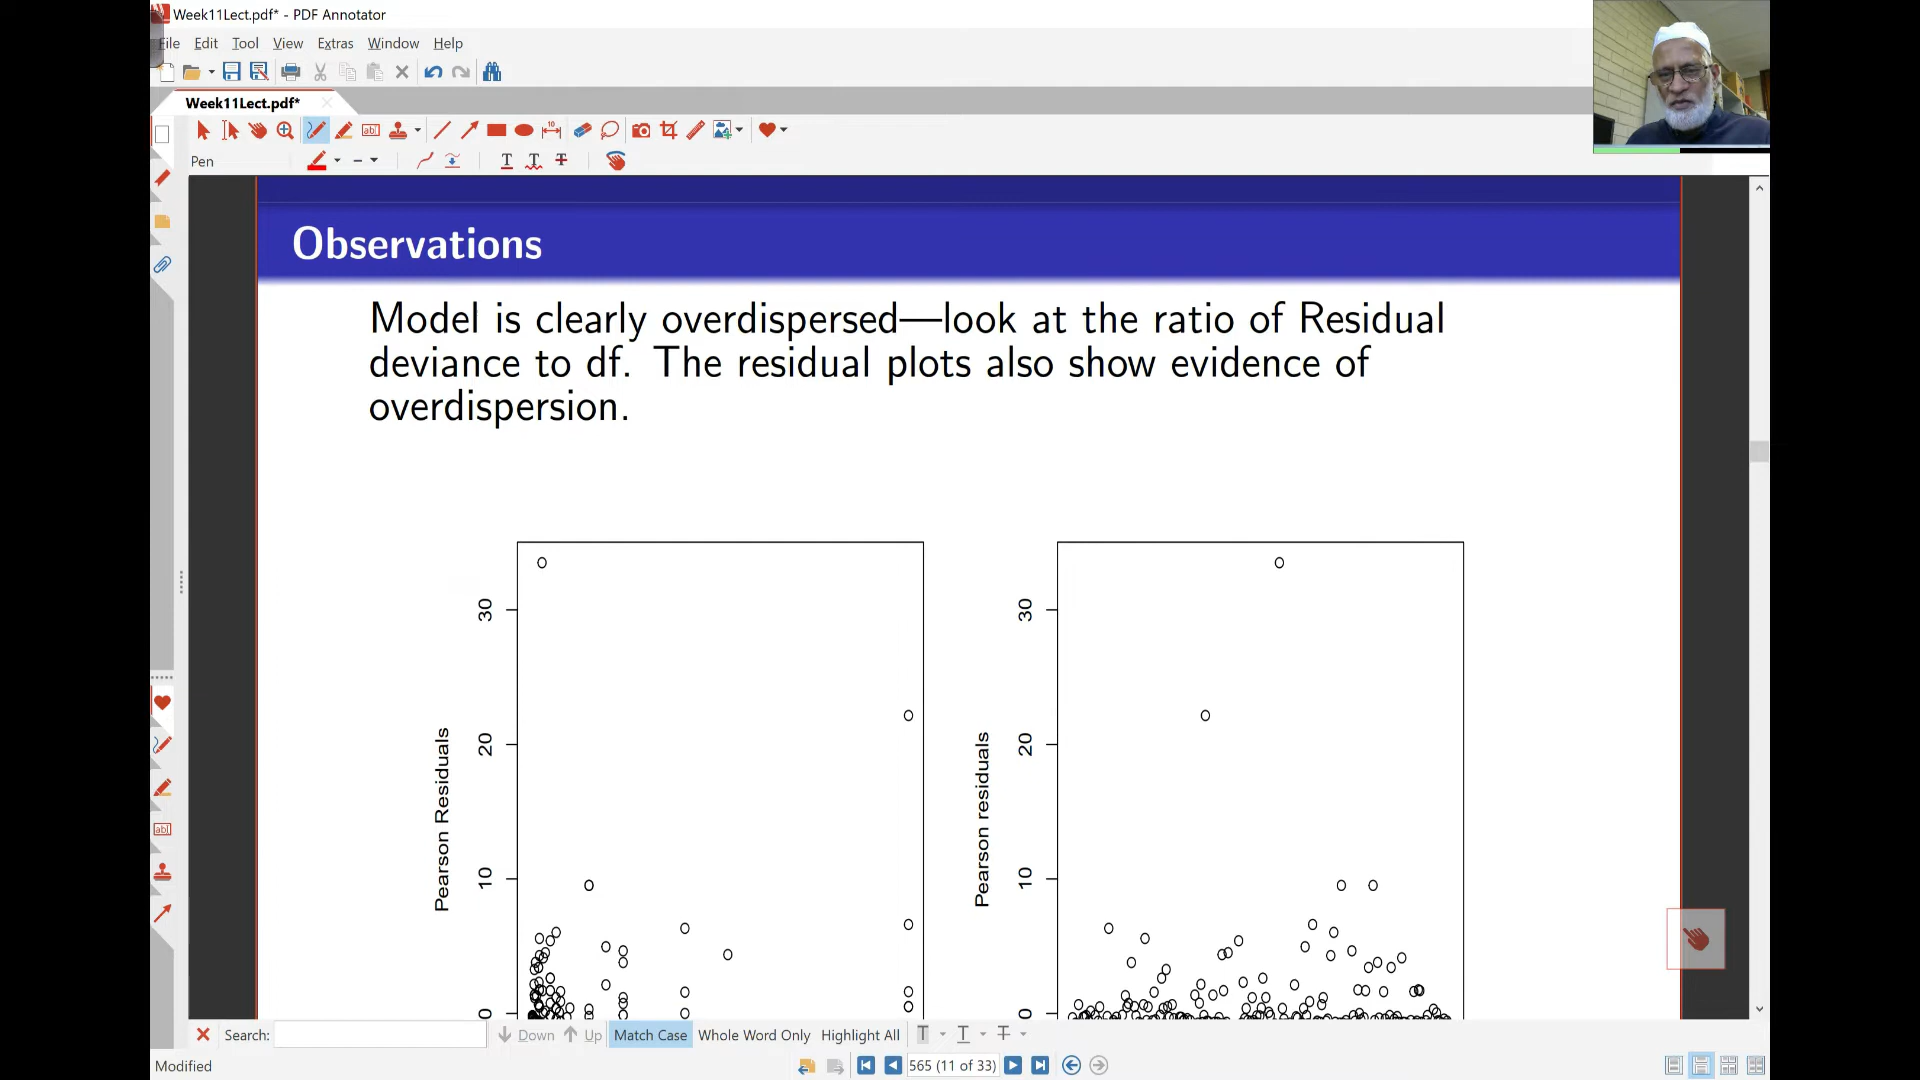 Week11Lect.pdf* - PDF Annotator
File Edit Tool View Extras Window Help
Week11Lect.pdf*
Pen
Observations
Model is clearly overdispersed—look at the ratio of Residual
deviance to df. The residual plots also show evidence of
overdispersion.
Pearson Residuals
30
20
10
0
Pearson residuals
30
20
10
0
Search: Down Up Match Case Whole Word Only Highlight All
Modified
565 (11 of 33)